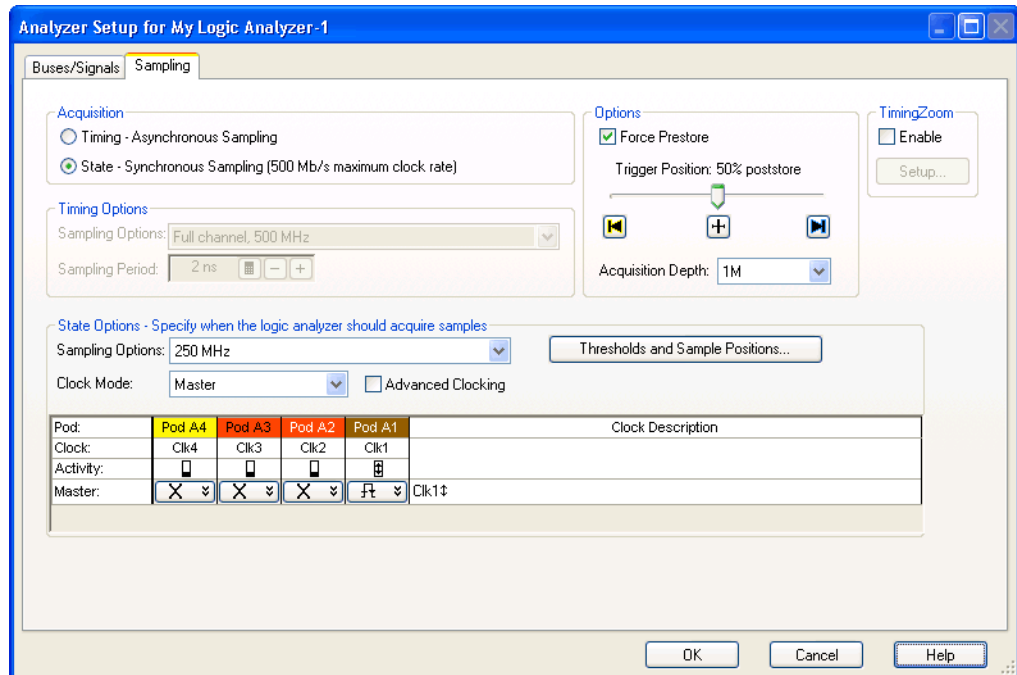 Analyzer Setup for My Logic Analyzer-1
Buses/Signals Sampling
Acquisition
Timing - Asynchronous Sampling
State - Synchronous Sampling (500 Mb/s maximum clock rate)
Options
Force Prestore
Trigger Position: 50% poststore
Acquisition Depth: 1M
TimingZoom
Enable
Setup...
Timing Options
Sampling Options: Full channel, 500 MHz
Sampling Period: 2 ns
State Options - Specify when the logic analyzer should acquire samples
Sampling Options: 250 MHz
Thresholds and Sample Positions...
Clock Mode: Master Advanced Clocking
Pod: Pod A4 Pod A3 Pod A2 Pod A1 Clock Description
Clock: Clk4 Clk3 Clk2 Clk1
Activity:
Master: X X X Clk1↕
OK Cancel Help